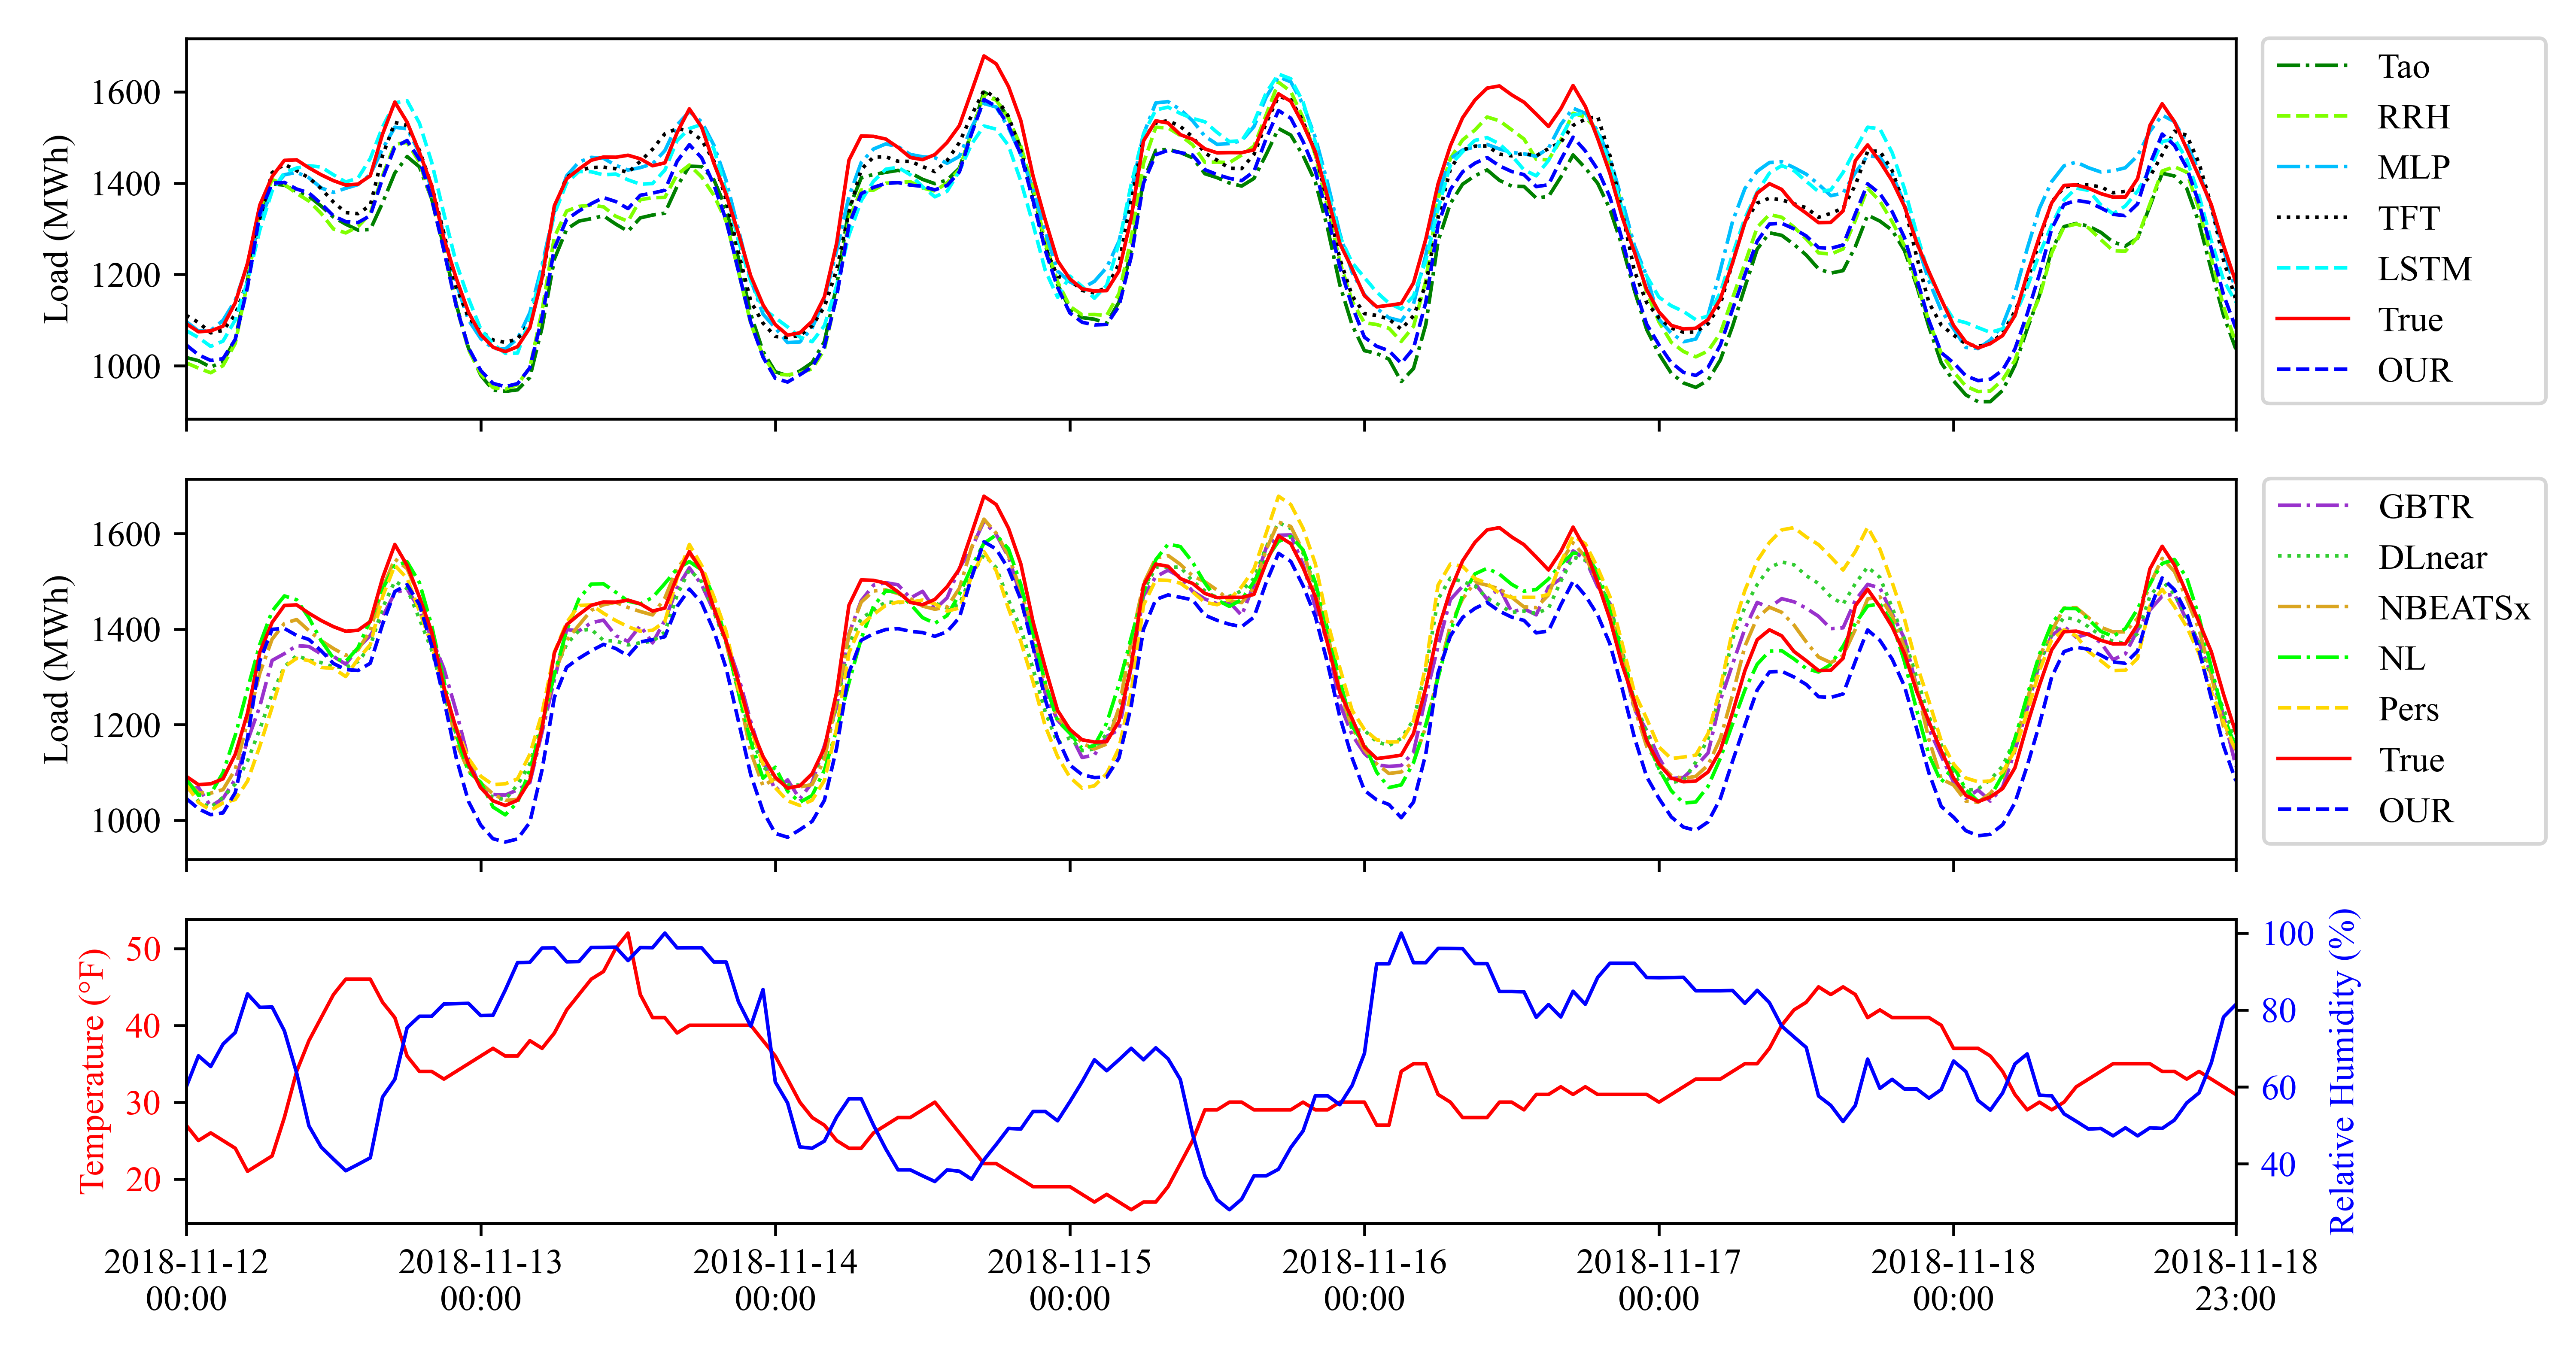 Load (MWh)
1600
1400
1200
1000
Tao
RRH
MLP
TFT
LSTM
True
OUR
Load (MWh)
1600
1400
1200
1000
GBTR
DLnear
NBEATSx
NL
Pers
True
OUR
Temperature (°F)
50
40
30
20
100
80
60
40
Relative Humidity (%)
2018-11-12
00:00
2018-11-13
00:00
2018-11-14
00:00
2018-11-15
00:00
2018-11-16
00:00
2018-11-17
00:00
2018-11-18
00:00
2018-11-18
23:00